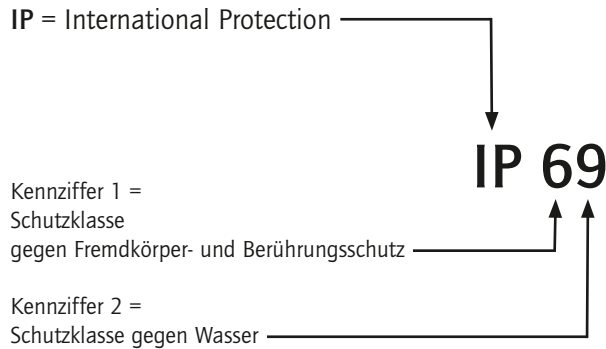 IP = International Protection
IP 69
Kennziffer 1 =
Schutzklasse
gegen Fremdkörper- und Berührungsschutz
Kennziffer 2 =
Schutzklasse gegen Wasser